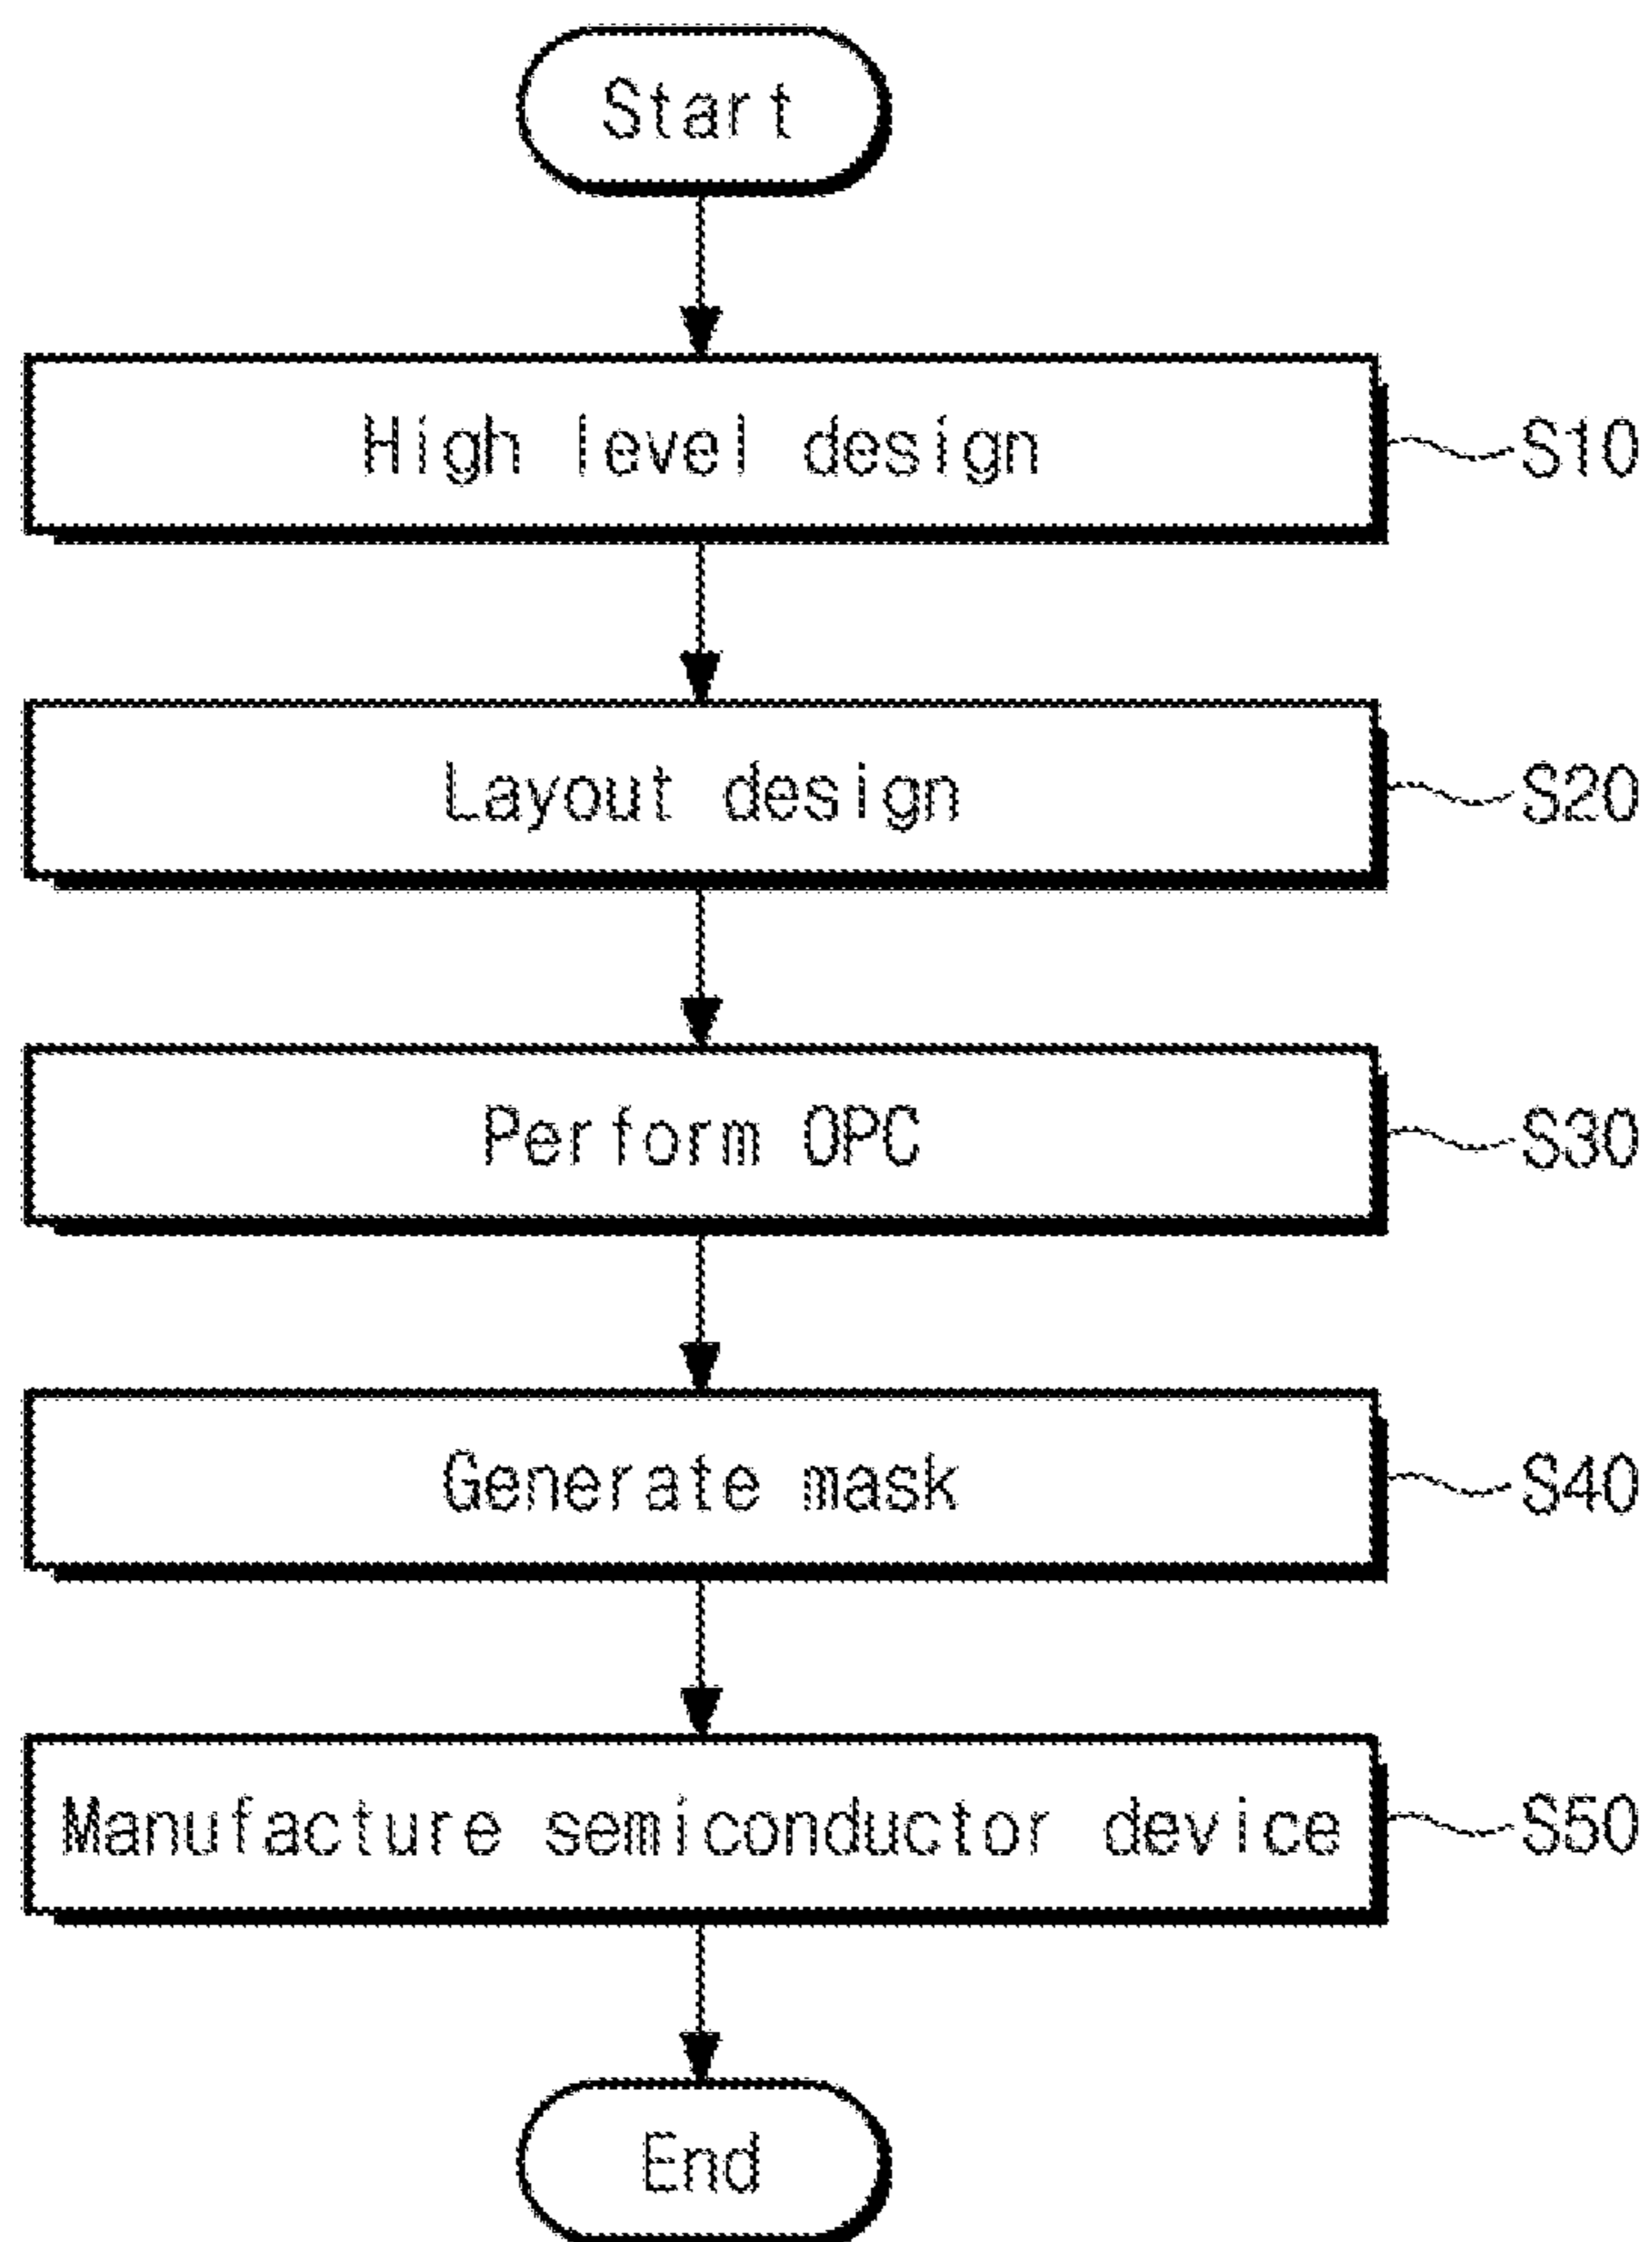 Start
High level design
S10
Layout design
S20
Perform OPC
S30
Generate mask
S40
Manufacture semiconductor device
S50
End